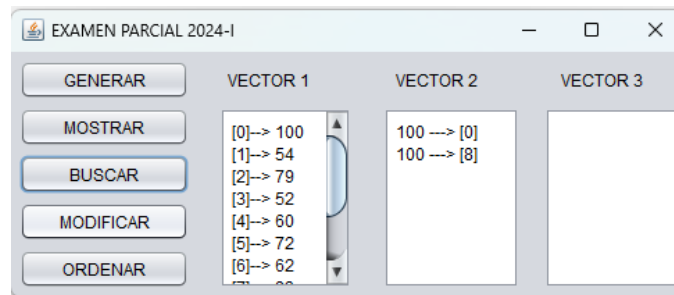 EXAMEN PARCIAL 2024-I
GENERAR
MOSTRAR
BUSCAR
MODIFICAR
ORDENAR
VECTOR 1
[0]--> 100
[1]--> 54
[2]--> 79
[3]--> 52
[4]--> 60
[5]--> 72
[6]--> 62
VECTOR 2
100 ---> [0]
100 ---> [8]
VECTOR 3